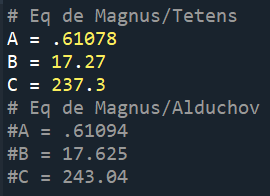 # Eq de Magnus/Tetens
A = .61078
B = 17.27
C = 237.3
# Eq de Magnus/Alduchov
#A = .61094
#B = 17.625
#C = 243.04